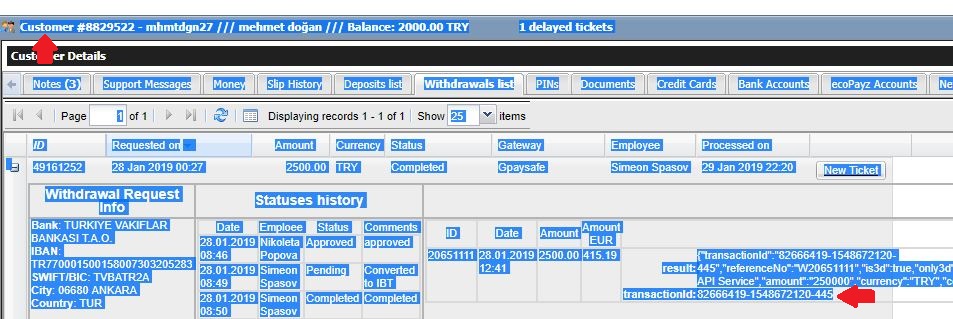 Customer #8829522 - mhmtdgn27 /// mehmet doğan /// Balance: 2000.00 TRY 1 delayed tickets
Customer Details
Notes (3) Support Messages Money Slip History Deposits list Withdrawals list PINs Documents Credit Cards Bank Accounts ecoPayz Accounts Ne
Page 1 of 1 Displaying records 1 - 1 of 1 Show 25 items
ID Requested on Amount Currency Status Gateway Employee Processed on
49161252 28 Jan 2019 00:27 2500.00 TRY Completed Gpaysafe Simeon Spasov 29 Jan 2019 22:20 New Ticket
Withdrawal Request Info
Statuses history
Bank: TURKIYE VAKIFLAR
BANKASI T.A.O.
IBAN:
TR770001500158007303205283
SWIFT/BIC: TVBATR2A
City: 06680 ANKARA
Country: TUR
Date Emploee Status Comments
28.01.2019 08:46 Nikoleta Popova Approved approved
28.01.2019 08:49 Simeon Spasov Pending Converted to IBT
28.01.2019 08:50 Simeon Spasov Completed Completed
ID Date Amount Amount EUR
20651111 28.01.2019 12:41 2500.00 415.19
result: {"transactionId":"82666419-1548672120-
445","referenceNo":"W20651111","is3d":true,"only3d"
API Service","amount":"250000","currency":"TRY","c
transactionId: 82666419-1548672120-445